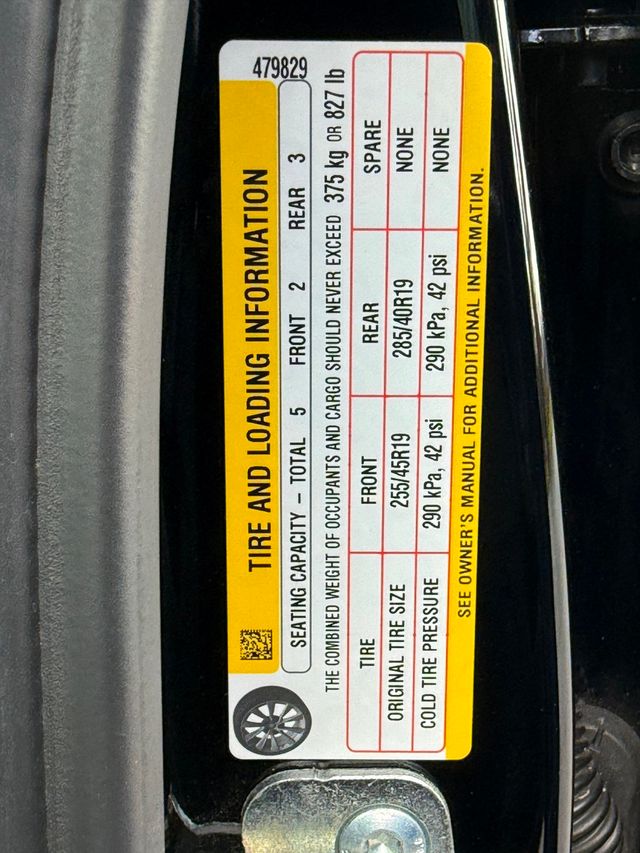 479829
TIRE AND LOADING INFORMATION
SEATING CAPACITY – TOTAL 5 FRONT 2 REAR 3
THE COMBINED WEIGHT OF OCCUPANTS AND CARGO SHOULD NEVER EXCEED 375 kg OR 827 lb
TIRE FRONT REAR SPARE
ORIGINAL TIRE SIZE 255/45R19 285/40R19 NONE
COLD TIRE PRESSURE 290 kPa, 42 psi 290 kPa, 42 psi NONE
SEE OWNER'S MANUAL FOR ADDITIONAL INFORMATION.